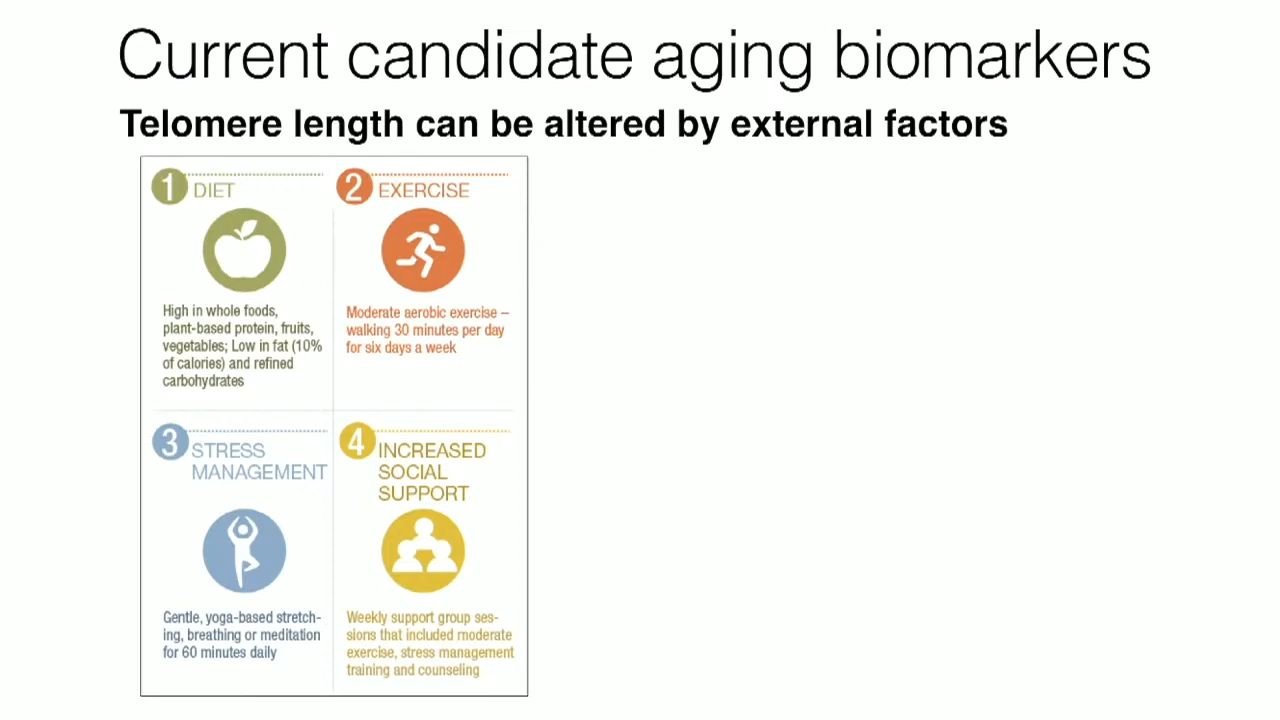 Current candidate aging biomarkers
Telomere length can be altered by external factors
1 DIET
High in whole foods,
plant-based protein, fruits,
vegetables; Low in fat (10%
of calories) and refined
carbohydrates
2 EXERCISE
Moderate aerobic exercise –
walking 30 minutes per day
for six days a week
3 STRESS
MANAGEMENT
Gentle, yoga-based stretch-
ing, breathing or meditation
for 60 minutes daily
4 INCREASED
SOCIAL
SUPPORT
Weekly support group ses-
sions that included moderate
exercise, stress management
training and counseling